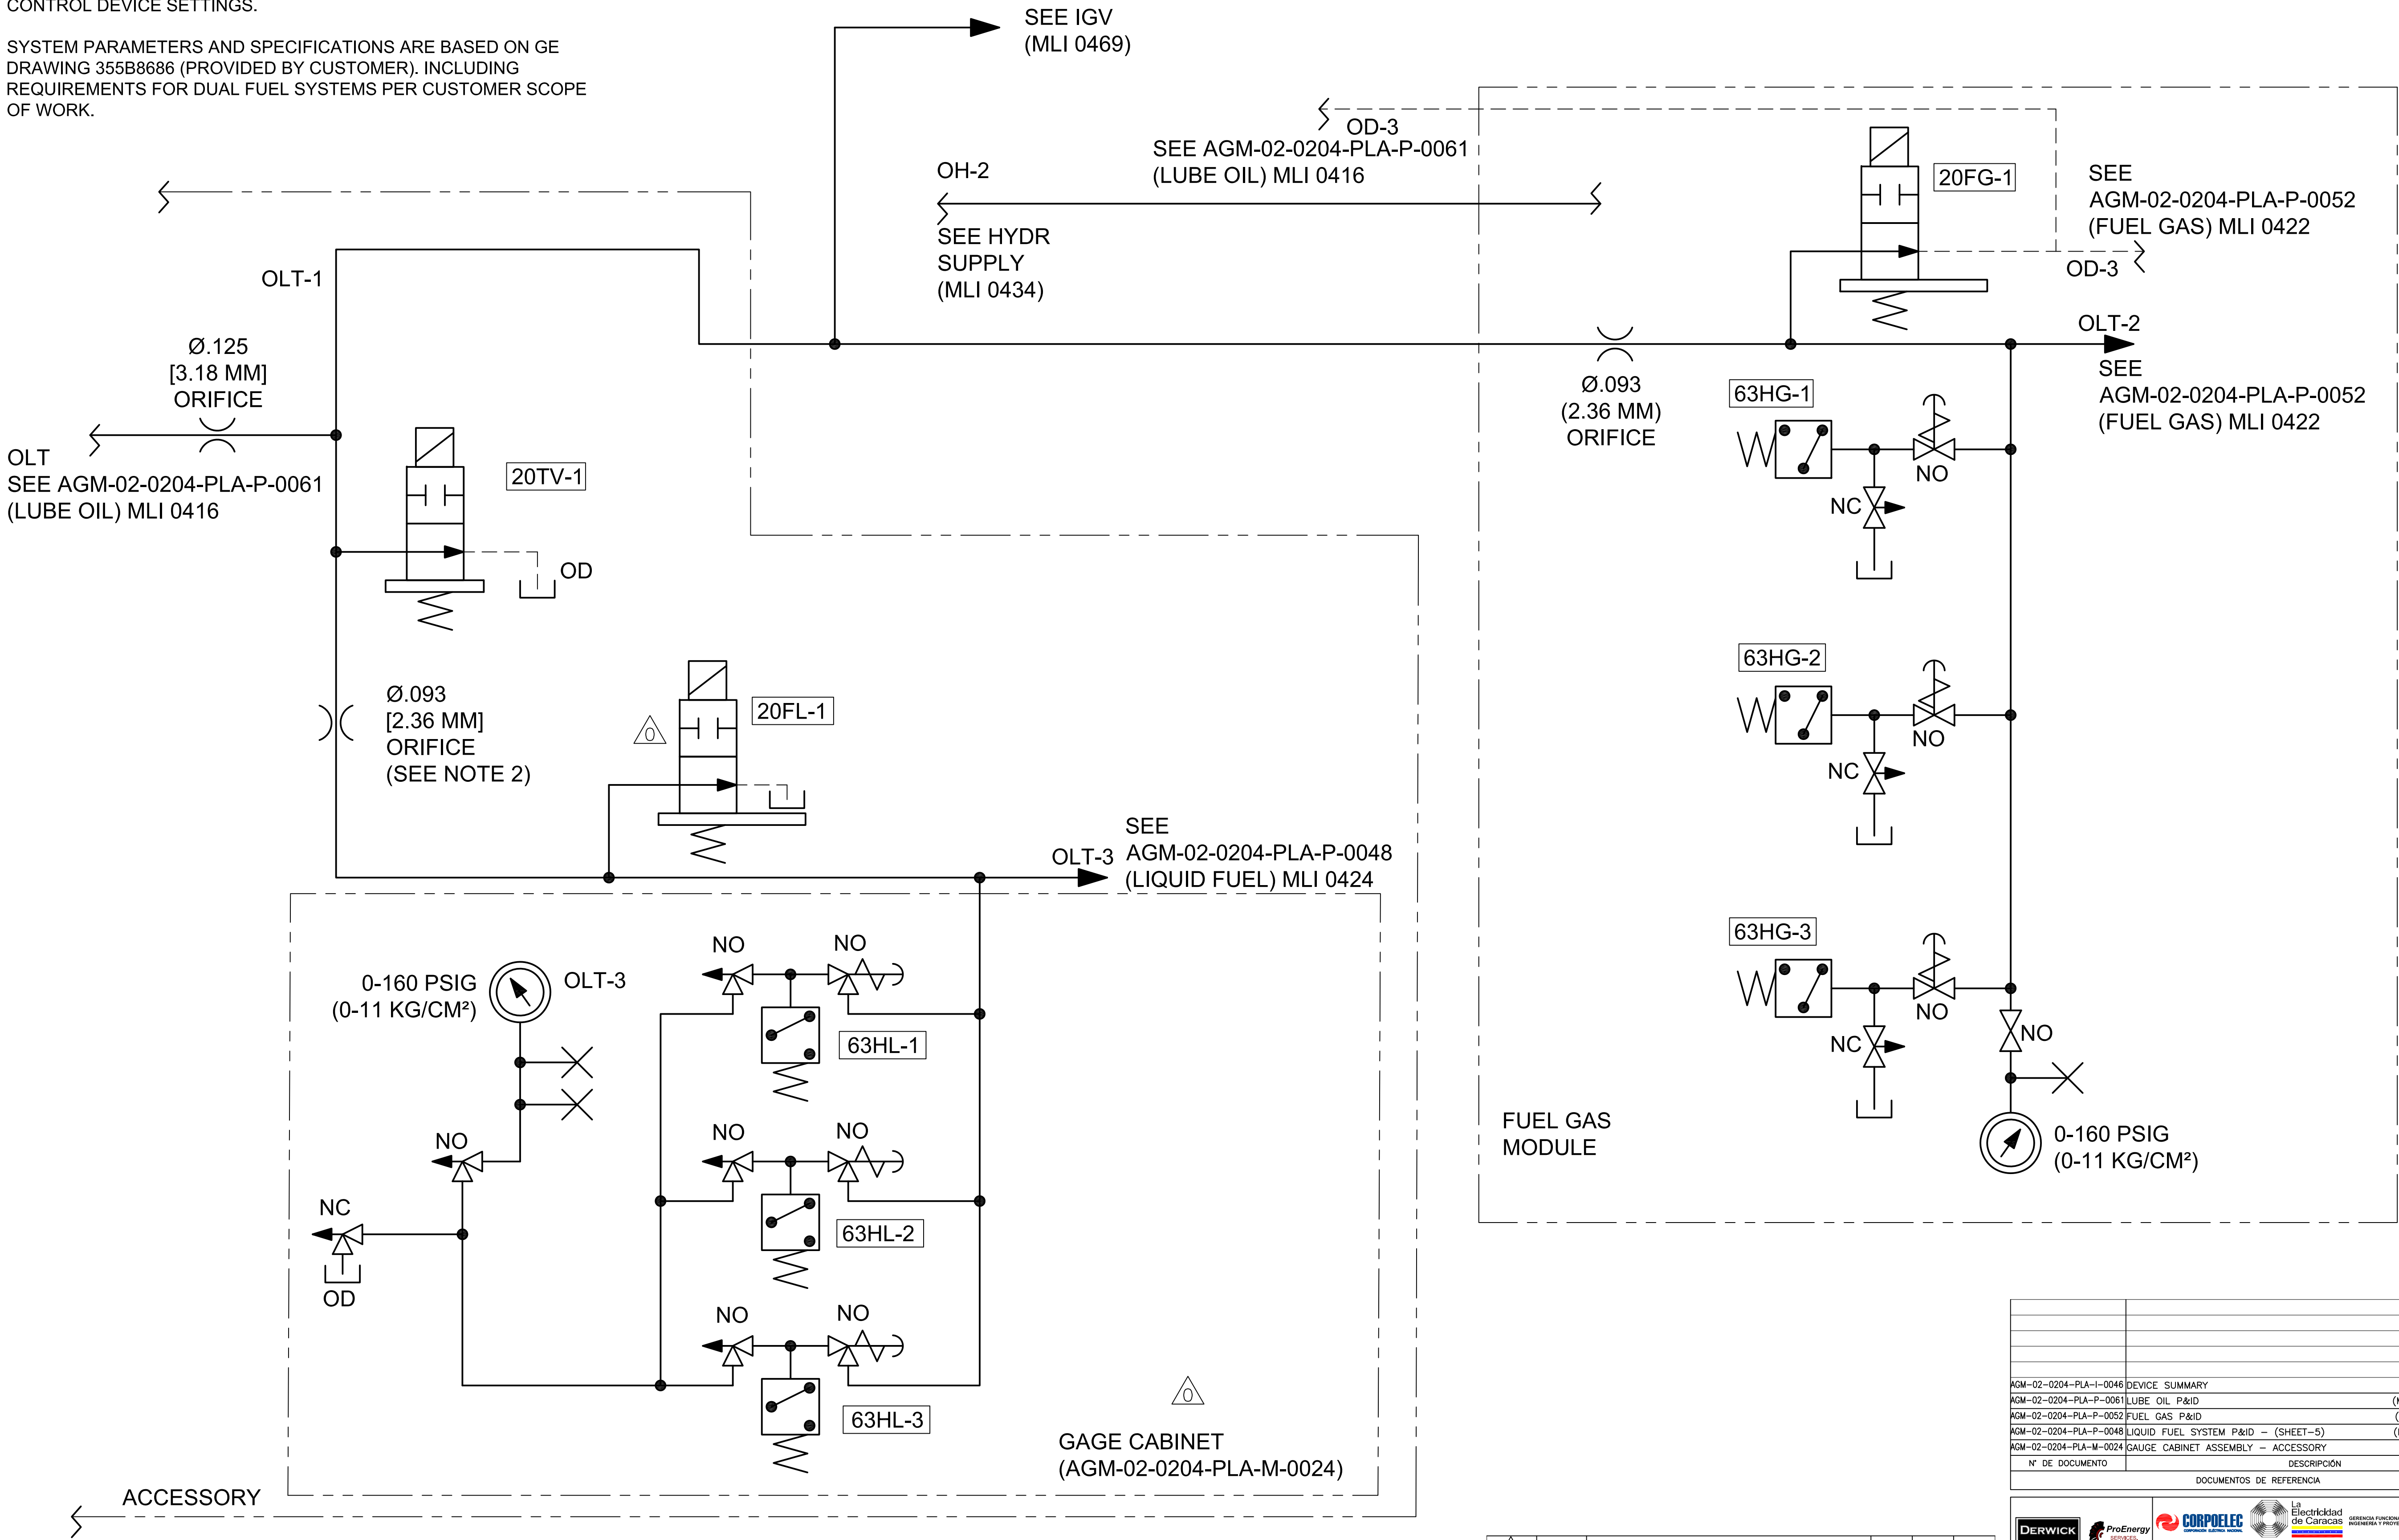 CONTROL DEVICE SETTINGS.
SYSTEM PARAMETERS AND SPECIFICATIONS ARE BASED ON GE
DRAWING 355B8686 (PROVIDED BY CUSTOMER). INCLUDING
REQUIREMENTS FOR DUAL FUEL SYSTEMS PER CUSTOMER SCOPE
OF WORK.
SEE IGV
(MLI 0469)
OD-3
SEE AGM-02-0204-PLA-P-0061
(LUBE OIL) MLI 0416
OH-2
SEE HYDR
SUPPLY
(MLI 0434)
20FG-1
SEE
AGM-02-0204-PLA-P-0052
(FUEL GAS) MLI 0422
OD-3
OLT-1
Ø.125
[3.18 MM]
ORIFICE
OLT
SEE AGM-02-0204-PLA-P-0061
(LUBE OIL) MLI 0416
20TV-1
OD
OLT-2
SEE
AGM-02-0204-PLA-P-0052
(FUEL GAS) MLI 0422
Ø.093
(2.36 MM)
ORIFICE
63HG-1
NO
NC
63HG-2
NO
NC
63HG-3
NO
NC
NO
0-160 PSIG
(0-11 KG/CM²)
FUEL GAS
MODULE
Ø.093
[2.36 MM]
ORIFICE
(SEE NOTE 2)
0
20FL-1
OLT-3
SEE
AGM-02-0204-PLA-P-0048
(LIQUID FUEL) MLI 0424
0-160 PSIG
(0-11 KG/CM²)
OLT-3
NO
NO
63HL-1
NO
NO
NO
63HL-2
NC
OD
NO
NO
63HL-3
0
GAGE CABINET
(AGM-02-0204-PLA-M-0024)
ACCESSORY
AGM-02-0204-PLA-I-0046 DEVICE SUMMARY
AGM-02-0204-PLA-P-0061 LUBE OIL P&ID
AGM-02-0204-PLA-P-0052 FUEL GAS P&ID
AGM-02-0204-PLA-P-0048 LIQUID FUEL SYSTEM P&ID - (SHEET-5)
AGM-02-0204-PLA-M-0024 GAUGE CABINET ASSEMBLY - ACCESSORY
N° DE DOCUMENTO DESCRIPCIÓN
DOCUMENTOS DE REFERENCIA
DERWICK
ProEnergy
SERVICES.
CORPOELEC
CORPORACIÓN ELÉCTRICA NACIONAL
La
Electricidad
de Caracas